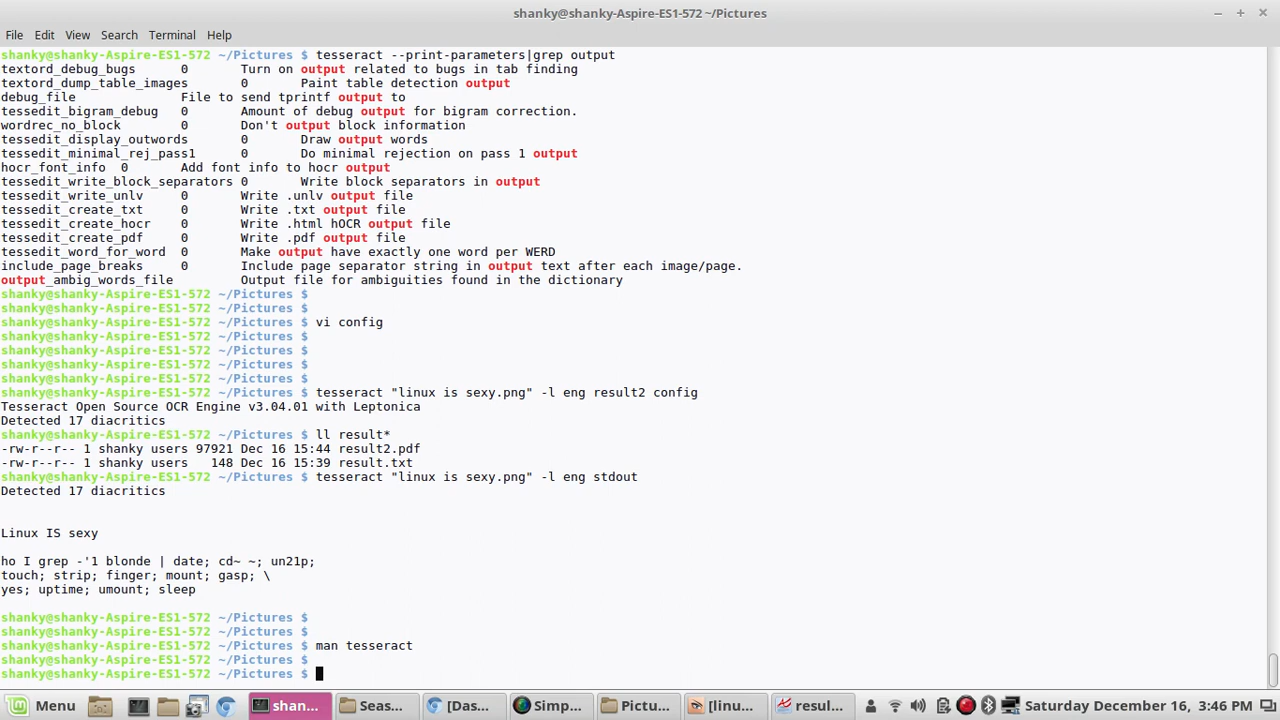 shanky@shanky-Aspire-ES1-572 ~/Pictures
File Edit View Search Terminal Help
shanky@shanky-Aspire-ES1-572 ~/Pictures $ tesseract --print-parameters|grep output
textord_debug_bugs 0 Turn on output related to bugs in tab finding
textord_dump_table_images 0 Paint table detection output
debug_file File to send tprintf output to
tessedit_bigram_debug 0 Amount of debug output for bigram correction.
wordrec_no_block 0 Don't output block information
tessedit_display_outwords 0 Draw output words
tessedit_minimal_rej_pass1 0 Do minimal rejection on pass 1 output
hocr_font_info 0 Add font info to hocr output
tessedit_write_block_separators 0 Write block separators in output
tessedit_write_unlv 0 Write .unlv output file
tessedit_create_txt 0 Write .txt output file
tessedit_create_hocr 0 Write .html hOCR output file
tessedit_create_pdf 0 Write .pdf output file
tessedit_word_for_word 0 Make output have exactly one word per WERD
include_page_breaks 0 Include page separator string in output text after each image/page.
output_ambig_words_file Output file for ambiguities found in the dictionary
shanky@shanky-Aspire-ES1-572 ~/Pictures $
shanky@shanky-Aspire-ES1-572 ~/Pictures $
shanky@shanky-Aspire-ES1-572 ~/Pictures $ vi config
shanky@shanky-Aspire-ES1-572 ~/Pictures $
shanky@shanky-Aspire-ES1-572 ~/Pictures $
shanky@shanky-Aspire-ES1-572 ~/Pictures $
shanky@shanky-Aspire-ES1-572 ~/Pictures $
shanky@shanky-Aspire-ES1-572 ~/Pictures $ tesseract "linux is sexy.png" -l eng result2 config
Tesseract Open Source OCR Engine v3.04.01 with Leptonica
Detected 17 diacritics
shanky@shanky-Aspire-ES1-572 ~/Pictures $ ll result*
-rw-r--r-- 1 shanky users 97921 Dec 16 15:44 result2.pdf
-rw-r--r-- 1 shanky users 148 Dec 16 15:39 result.txt
shanky@shanky-Aspire-ES1-572 ~/Pictures $ tesseract "linux is sexy.png" -l eng stdout
Detected 17 diacritics
Linux IS sexy
ho I grep -'1 blonde | date; cd~ ~; un21p;
touch; strip; finger; mount; gasp; \
yes; uptime; umount; sleep
shanky@shanky-Aspire-ES1-572 ~/Pictures $
shanky@shanky-Aspire-ES1-572 ~/Pictures $
shanky@shanky-Aspire-ES1-572 ~/Pictures $ man tesseract
shanky@shanky-Aspire-ES1-572 ~/Pictures $
shanky@shanky-Aspire-ES1-572 ~/Pictures $
Menu shan... Seas... [Das... Simp... Pictu... [linu... resul... Saturday December 16, 3:46 PM